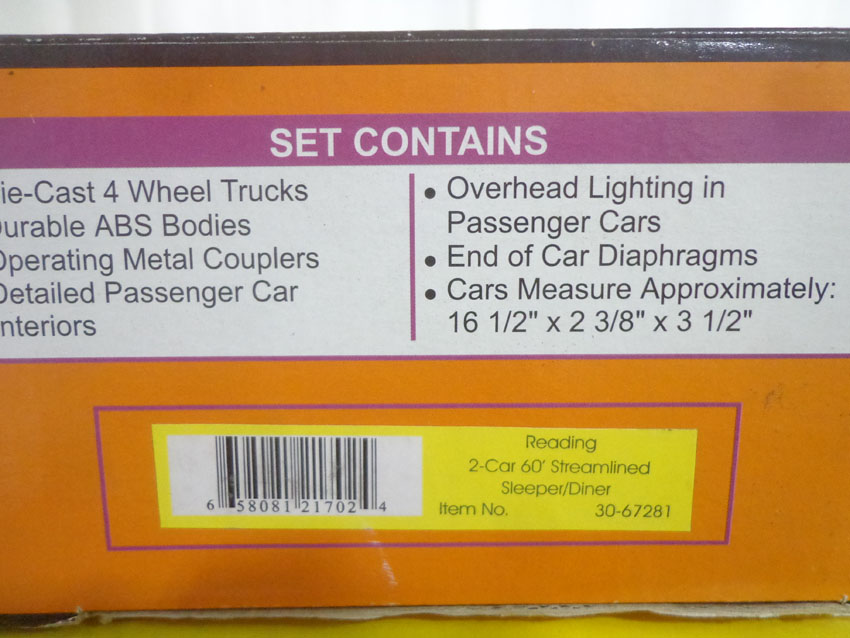 SET CONTAINS
ie-Cast 4 Wheel Trucks
urable ABS Bodies
Operating Metal Couplers
Detailed Passenger Car
nteriors
• Overhead Lighting in
Passenger Cars
• End of Car Diaphragms
• Cars Measure Approximately:
16 1/2" x 2 3/8" x 3 1/2"
6 58081 21702 4
Reading
2-Car 60' Streamlined
Sleeper/Diner
Item No. 30-67281